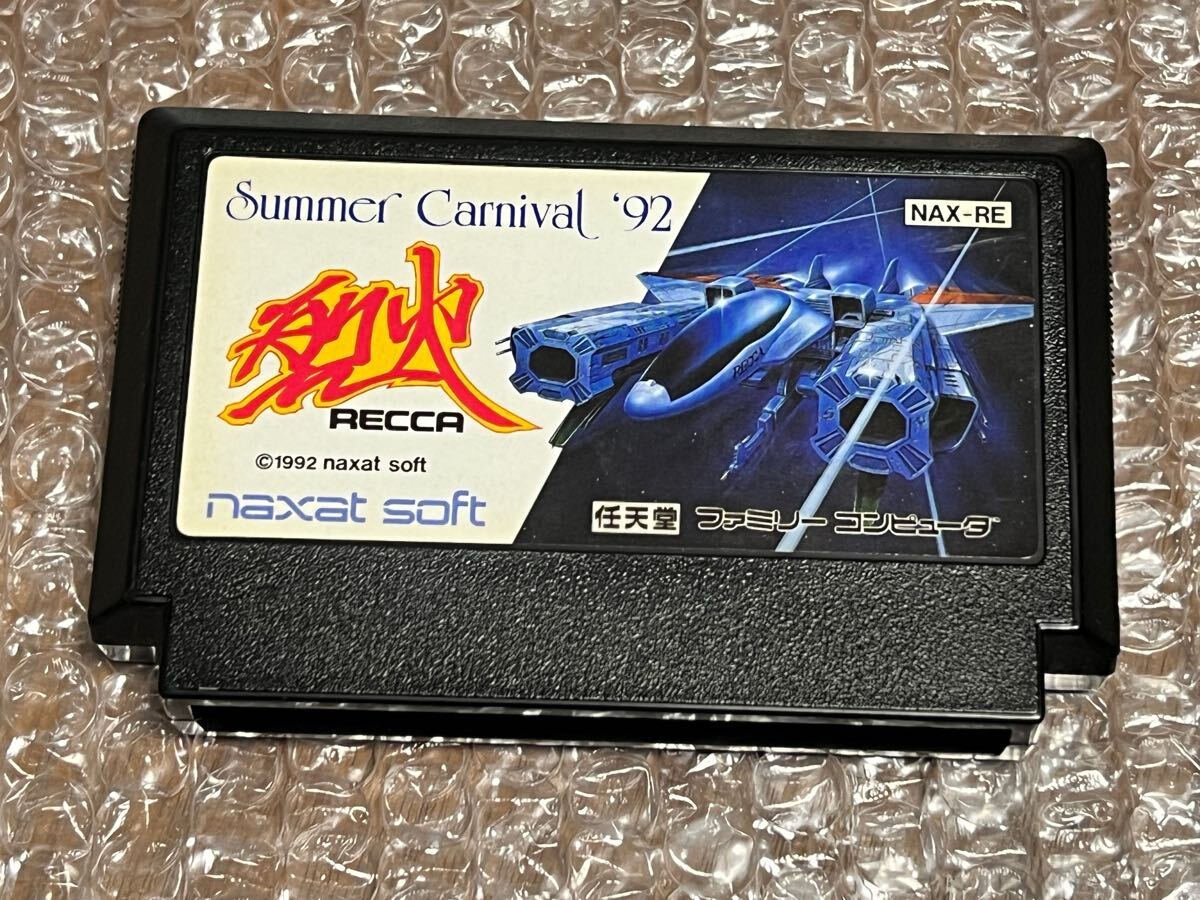 Summer Carnival '92
NAX-RE
烈火
RECCA
RECCA
©1992 naxat soft
naxat soft
任天堂 ファミリーコンピュータ